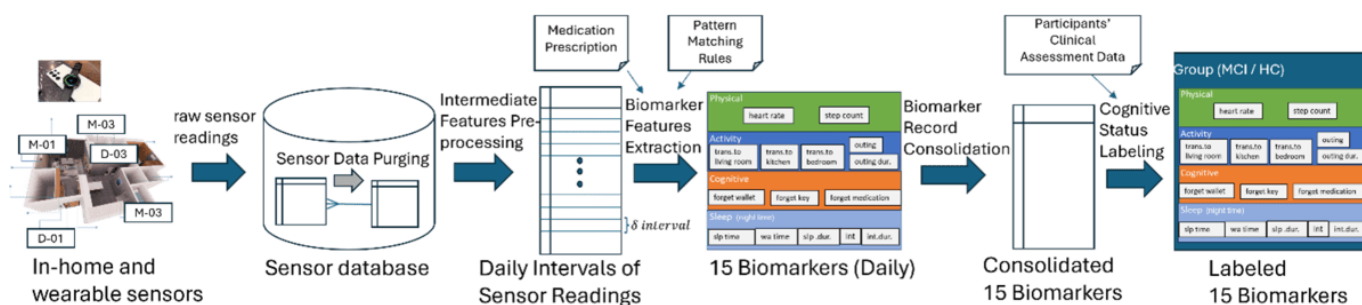 M-03
M-01
D-03
M-03
D-01
In-home and
wearable sensors
raw sensor
readings
Sensor Data Purging
Sensor database
Intermediate
Features Pre-
processing
Medication
Prescription
Pattern
Matching
Rules
δ interval
Daily Intervals of
Sensor Readings
Biomarker
Features
Extraction
Physical
heart rate
step count
Activity
trans.to
living room
trans.to
kitchen
trans.to
bedroom
outing
outing dur.
Cognitive
forget wallet
forget key
forget medication
Sleep (night time)
slp time
wa time
slp .dur.
int
int.dur.
15 Biomarkers (Daily)
Biomarker
Record
Consolidation
Participants'
Clinical
Assessment Data
Consolidated
15 Biomarkers
Cognitive
Status
Labeling
Group (MCI / HC)
Physical
heart rate
step count
Activity
trans.to
living room
trans.to
kitchen
trans.to
bedroom
outing
outing dur.
Cognitive
forget wallet
forget key
forget medication
Sleep (night time)
slp time
wa time
slp .dur.
int
int.dur.
Labeled
15 Biomarkers